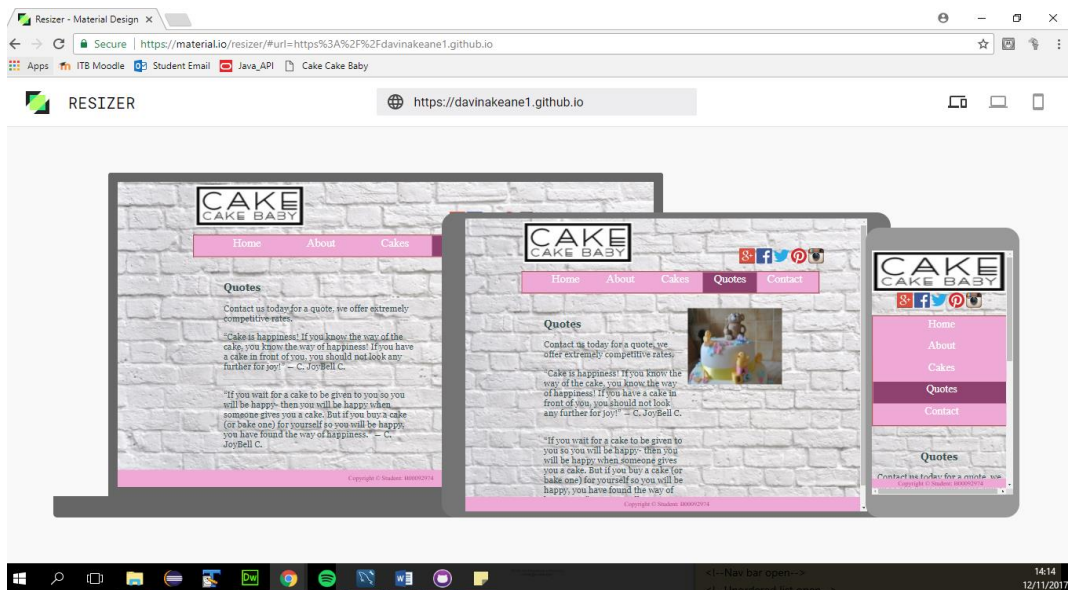 Resizer - Material Design
Secure | https://material.io/resizer/#url=https%3A%2F%2Fdavinakeane1.github.io
Apps ITB Moodle Student Email Java_API Cake Cake Baby
RESIZER https://davinakeane1.github.io
CAKE
CAKE BABY
Home About Cakes
Quotes
Contact us today for a quote, we offer extremely
competitive rates.
"Cake is happiness! If you know the way of the
cake, you know the way of happiness! If you have
a cake in front of you, you should not look any
further for joy!" — C. JoyBell C.
"If you wait for a cake to be given to you so you
will be happy- then you will be happy when
someone gives you a cake. But if you buy a cake
(or bake one) for yourself so you will be happy,
you have found the way of happiness." — C.
JoyBell C.
Copyright © Student: B00092974
CAKE
CAKE BABY
Home About Cakes Quotes Contact
Quotes
Contact us today for a quote, we
offer extremely competitive rates.
"Cake is happiness! If you know the
way of the cake, you know the way
of happiness! If you have a cake in
front of you, you should not look
any further for joy!" — C. JoyBell C.
"If you wait for a cake to be given to
you so you will be happy- then you
will be happy when someone gives
you a cake. But if you buy a cake (or
bake one) for yourself so you will be
happy, you have found the way of
Copyright © Student: B00092974
CAKE
CAKE BABY
Home
About
Cakes
Quotes
Contact
Quotes
Contact us today for a quote, we
Copyright © Student: B00092974
<!--Nav bar open-->
14:14
12/11/2017